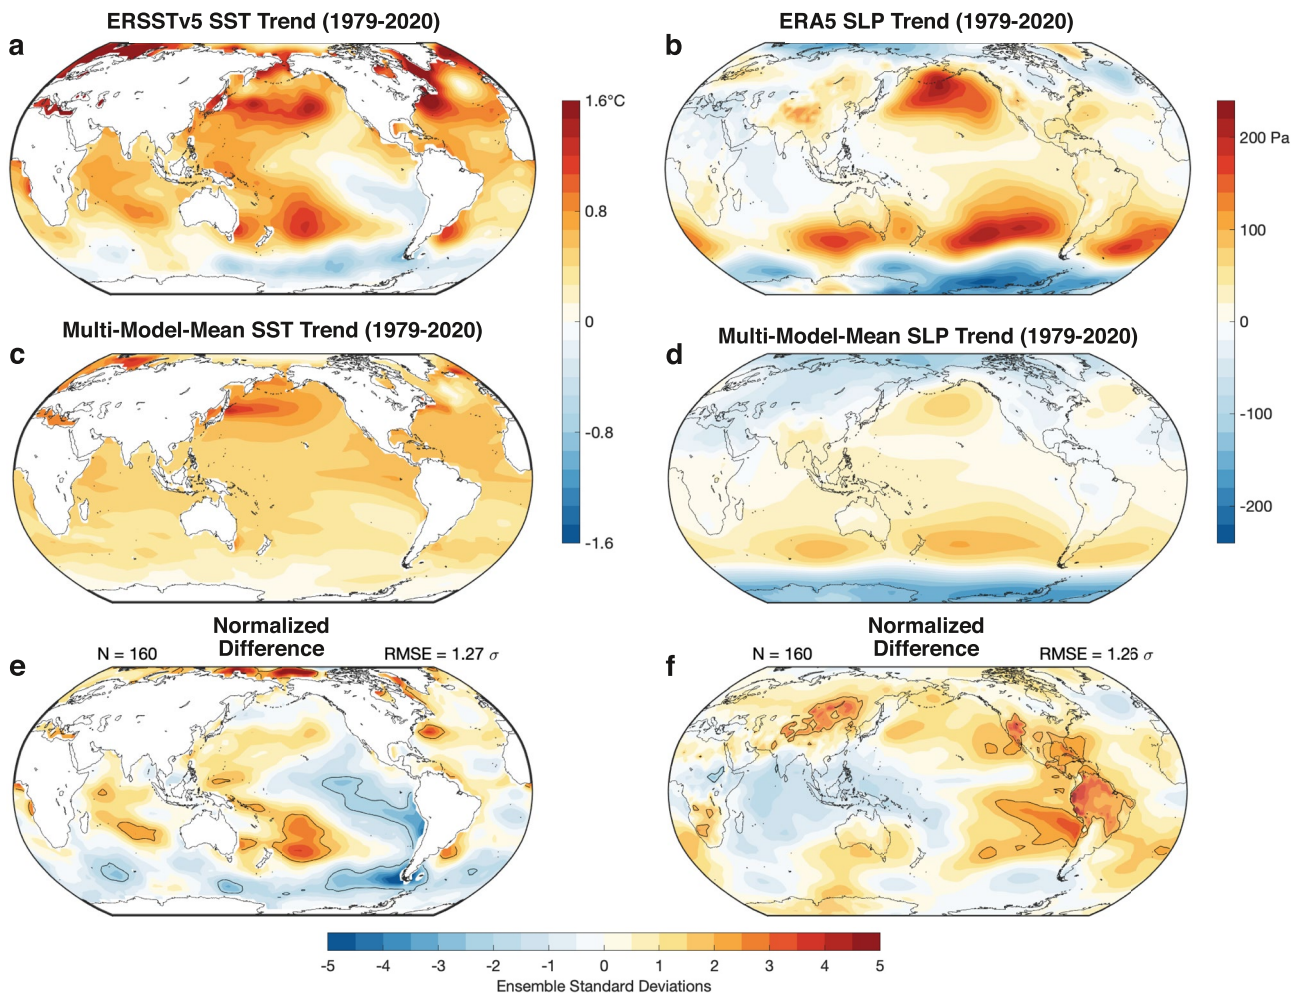 ERSSTv5 SST Trend (1979-2020)
ERA5 SLP Trend (1979-2020)
a
b
1.6°C
0.8
0
-0.8
-1.6
200 Pa
100
0
-100
-200
Multi-Model-Mean SST Trend (1979-2020)
Multi-Model-Mean SLP Trend (1979-2020)
c
d
Normalized
Difference
Normalized
Difference
e
N = 160
RMSE = 1.27 σ
f
N = 160
RMSE = 1.26 σ
-5 -4 -3 -2 -1 0 1 2 3 4 5
Ensemble Standard Deviations